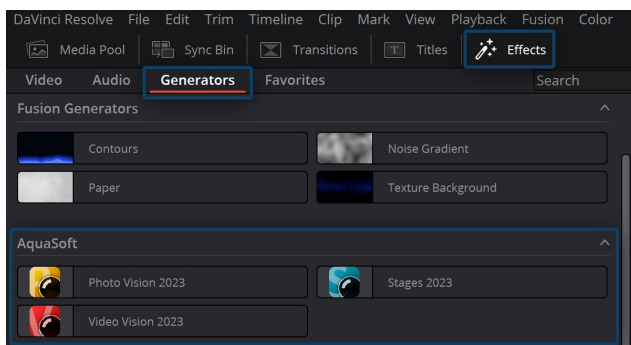 DaVinci Resolve File Edit Trim Timeline Clip Mark View Playback Fusion Color
Media Pool Sync Bin Transitions T Titles Effects
Video Audio Generators Favorites Search
Fusion Generators
Contours Noise Gradient
Paper Texture Background
AquaSoft
Photo Vision 2023 Stages 2023
Video Vision 2023